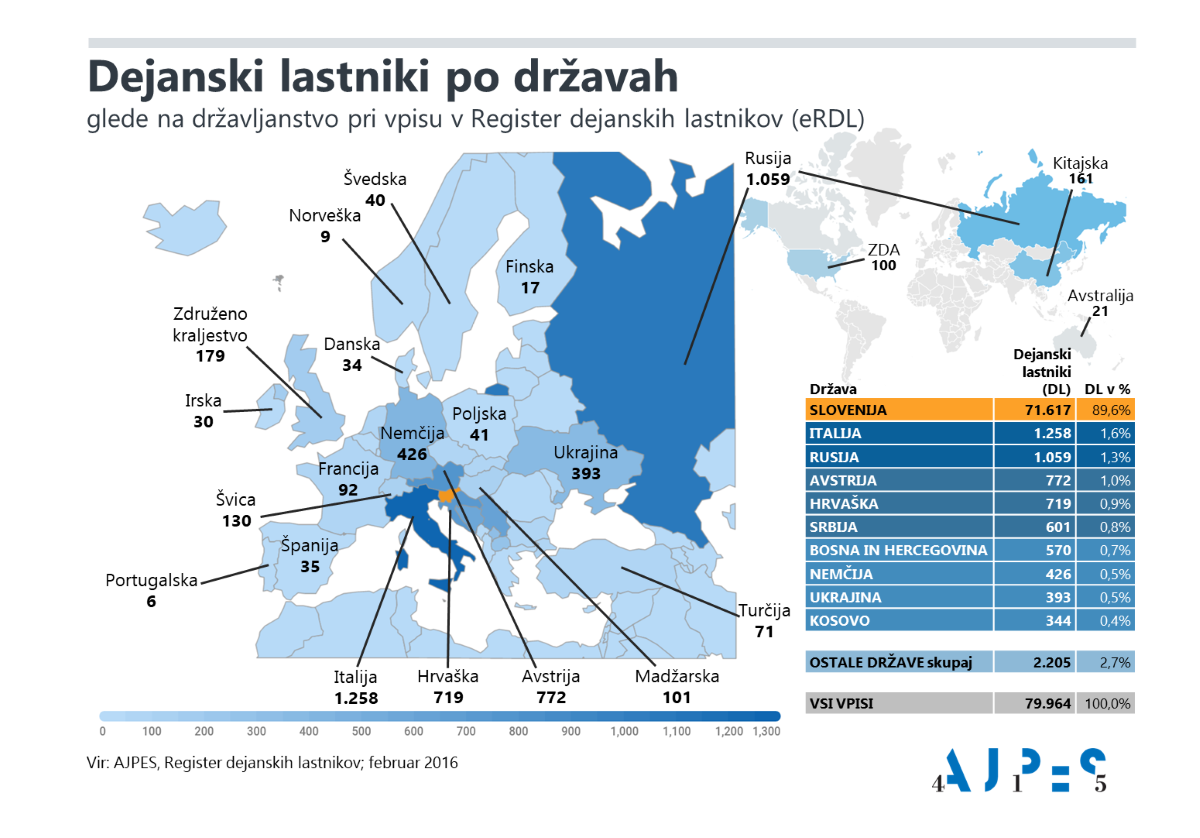 Dejanski lastniki po državah
glede na državljanstvo pri vpisu v Register dejanskih lastnikov (eRDL)
Švedska
40
Norveška
9
Finska
17
Združeno
kraljestvo
179
Danska
34
Irska
30
Nemčija
426
Poljska
41
Ukrajina
393
Francija
92
Švica
130
Španija
35
Portugalska
6
Turčija
71
Italija
1.258
Hrvaška
719
Avstrija
772
Madžarska
101
Rusija
1.059
Kitajska
161
ZDA
100
Avstralija
21
Dejanski
lastniki
Država (DL) DL v %
SLOVENIJA 71.617 89,6%
ITALIJA 1.258 1,6%
RUSIJA 1.059 1,3%
AVSTRIJA 772 1,0%
HRVAŠKA 719 0,9%
SRBIJA 601 0,8%
BOSNA IN HERCEGOVINA 570 0,7%
NEMČIJA 426 0,5%
UKRAJINA 393 0,5%
KOSOVO 344 0,4%
OSTALE DRŽAVE skupaj 2.205 2,7%
VSI VPISI 79.964 100,0%
0 100 200 300 400 500 600 700 800 900 1,000 1,100 1,200 1,300
Vir: AJPES, Register dejanskih lastnikov; februar 2016
AJPES
4 1 5